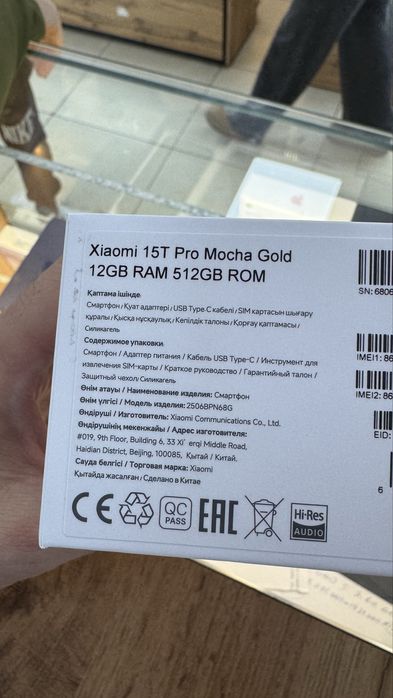 Xiaomi 15T Pro Mocha Gold
12GB RAM 512GB ROM
Қаптама ішінде
Смартфон / Қуат адаптері / USB Type-C кабелі / SIM картасын шығару
құралы / Қысқа нұсқаулық / Кепілдік талоны / Қорғау қаптамасы /
Силикагель
Содержимое упаковки
Смартфон / Адаптер питания / Кабель USB Type-C / Инструмент для
извлечения SIM-карты / Краткое руководство / Гарантийный талон /
Защитный чехол / Силикагель
Өнім атауы / Наименование изделия: Смартфон
Өнім үлгісі / Модель изделия: 2506BPN68G
Өндіруші / Изготовитель: Xiaomi Communications Co., Ltd.
Өндірушінің мекенжайы / Адрес изготовителя:
#019, 9th Floor, Building 6, 33 Xi'erqi Middle Road,
Haidian District, Beijing, 100085, Қытай / Китай.
Сауда белгісі / Торговая марка: Xiaomi
Қытайда жасалған / Сделано в Китае
CE
QC
PASS
EAC
Hi-Res
AUDIO
SN: 6806
IMEI1: 86
IMEI2: 86
EID:
6
NIKE